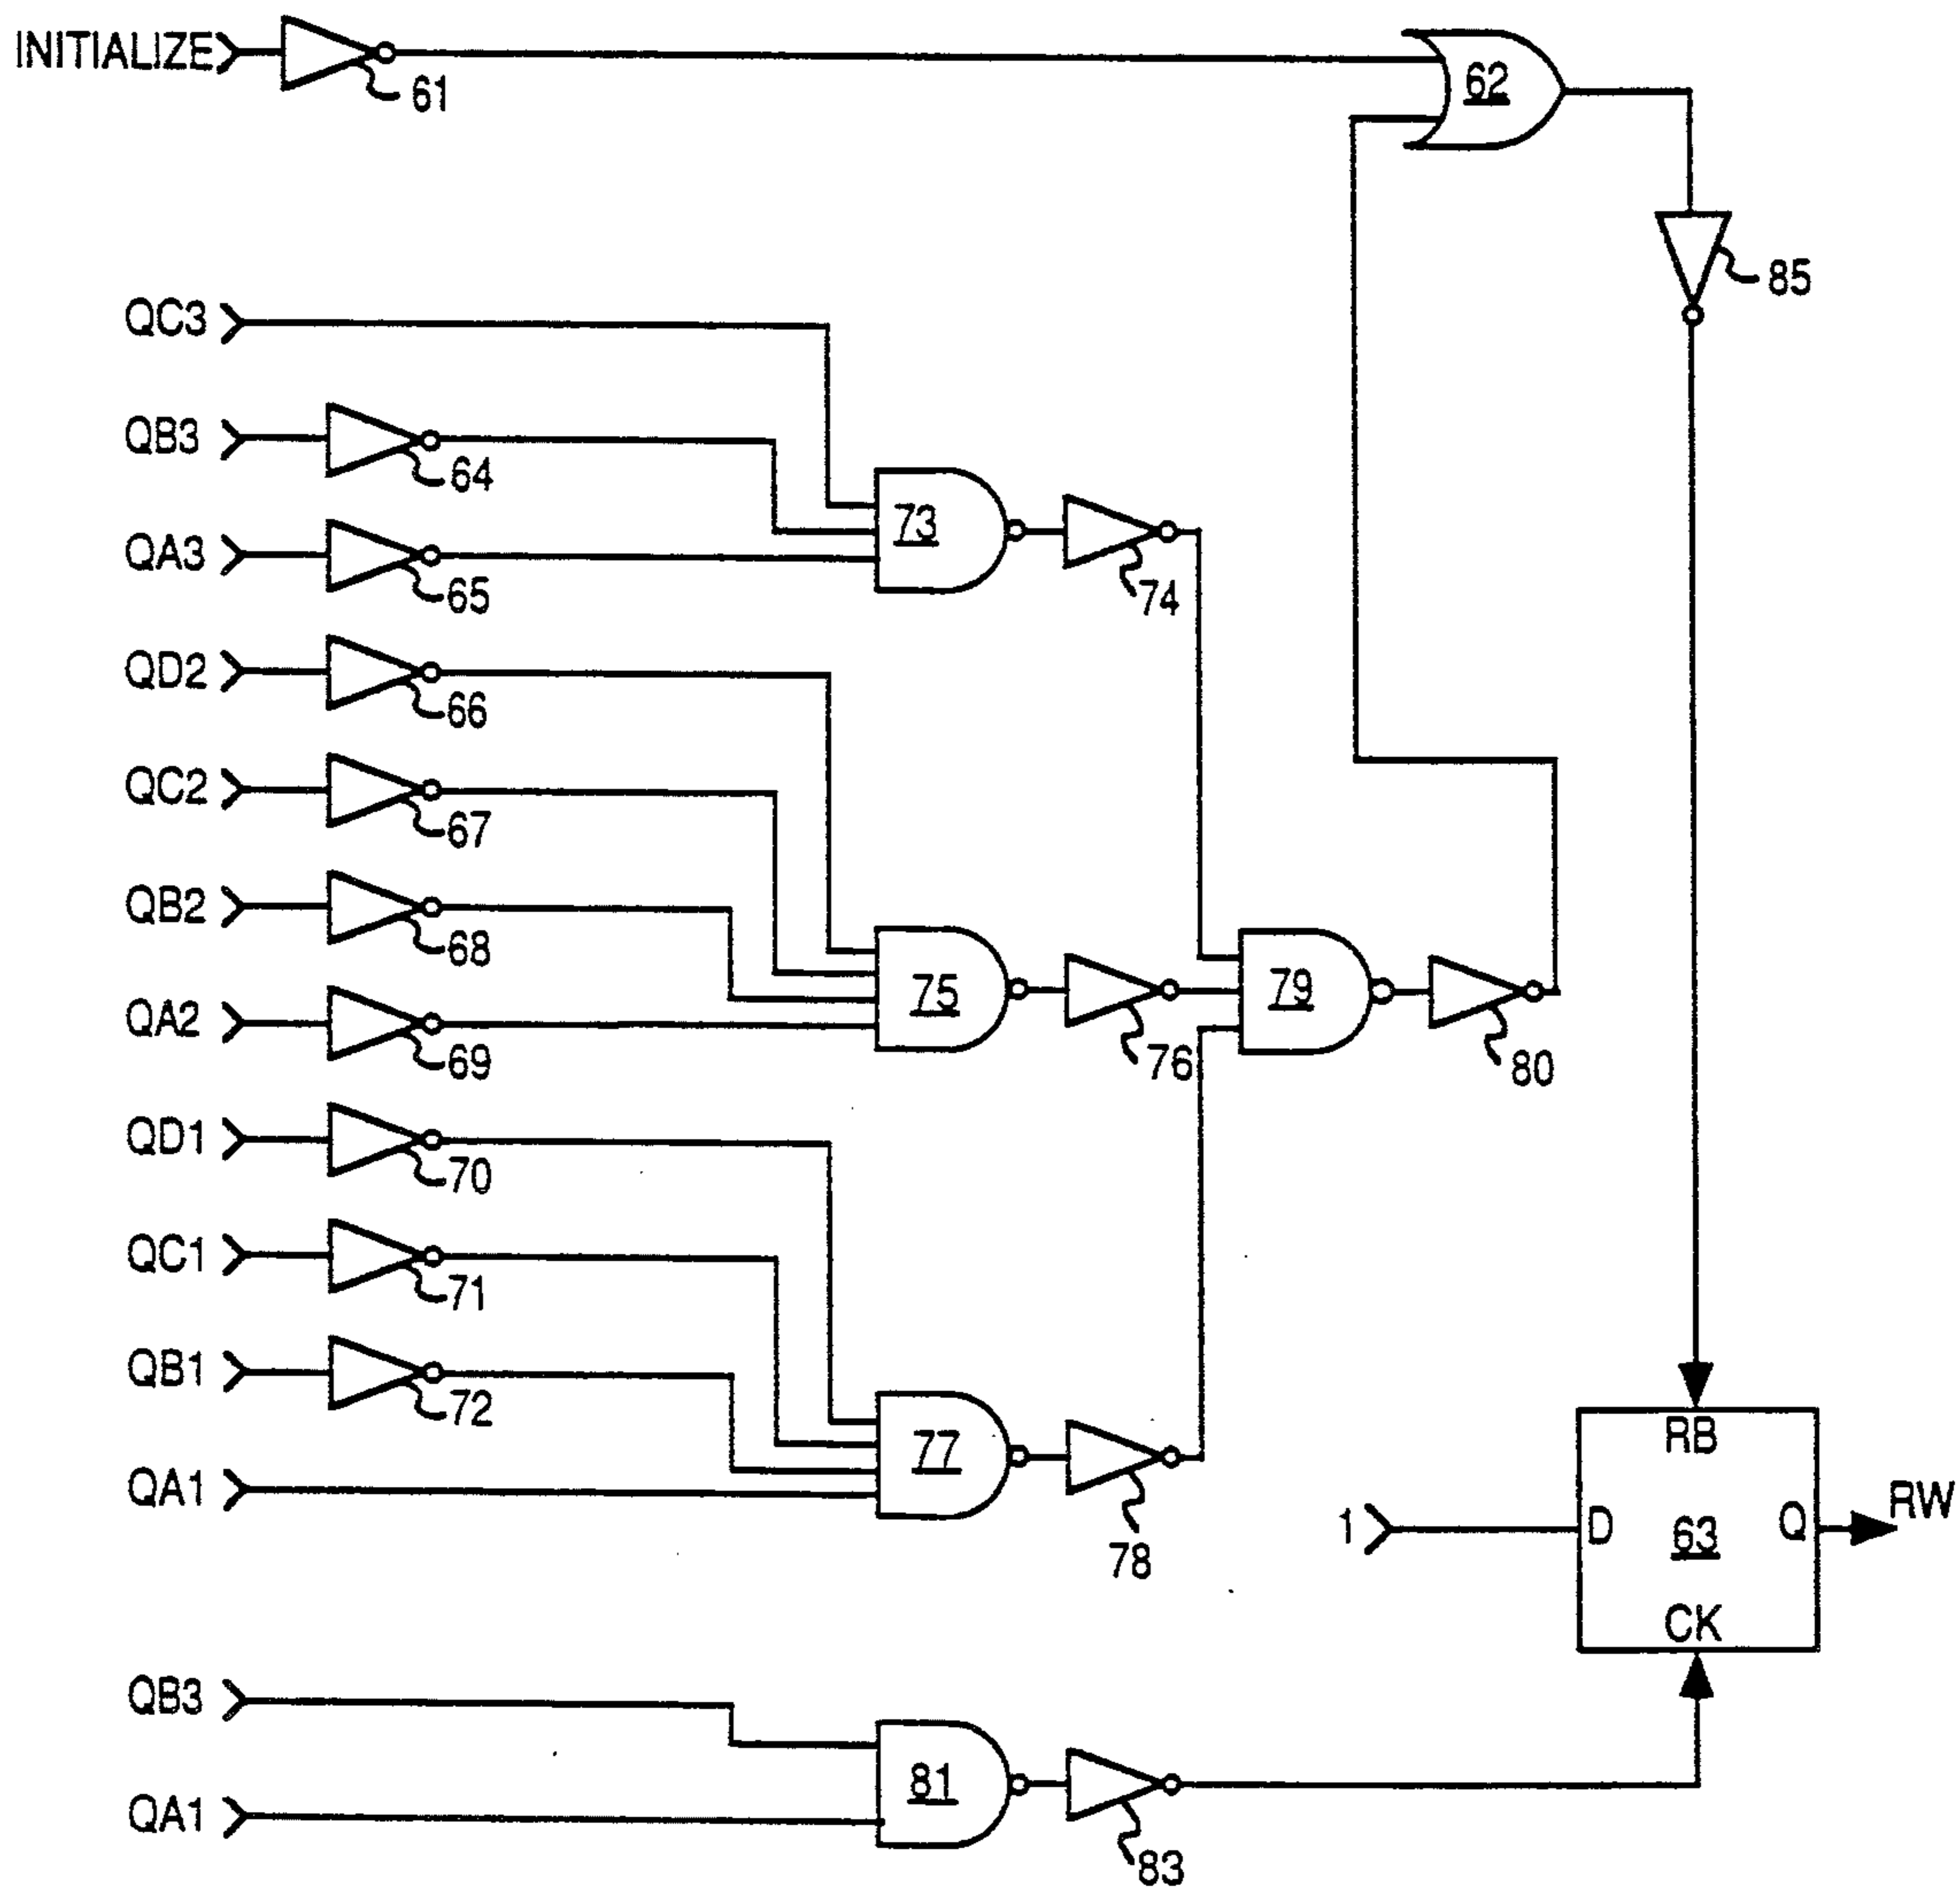 INITIALIZE
61
62
85
QC3
QB3
64
73
QA3
65
74
QD2
66
QC2
67
QB2
68
75
79
QA2
69
76
80
QD1
70
QC1
71
QB1
72
77
QA1
78
RB
1
D
63
Q
RW
CK
QB3
81
QA1
83